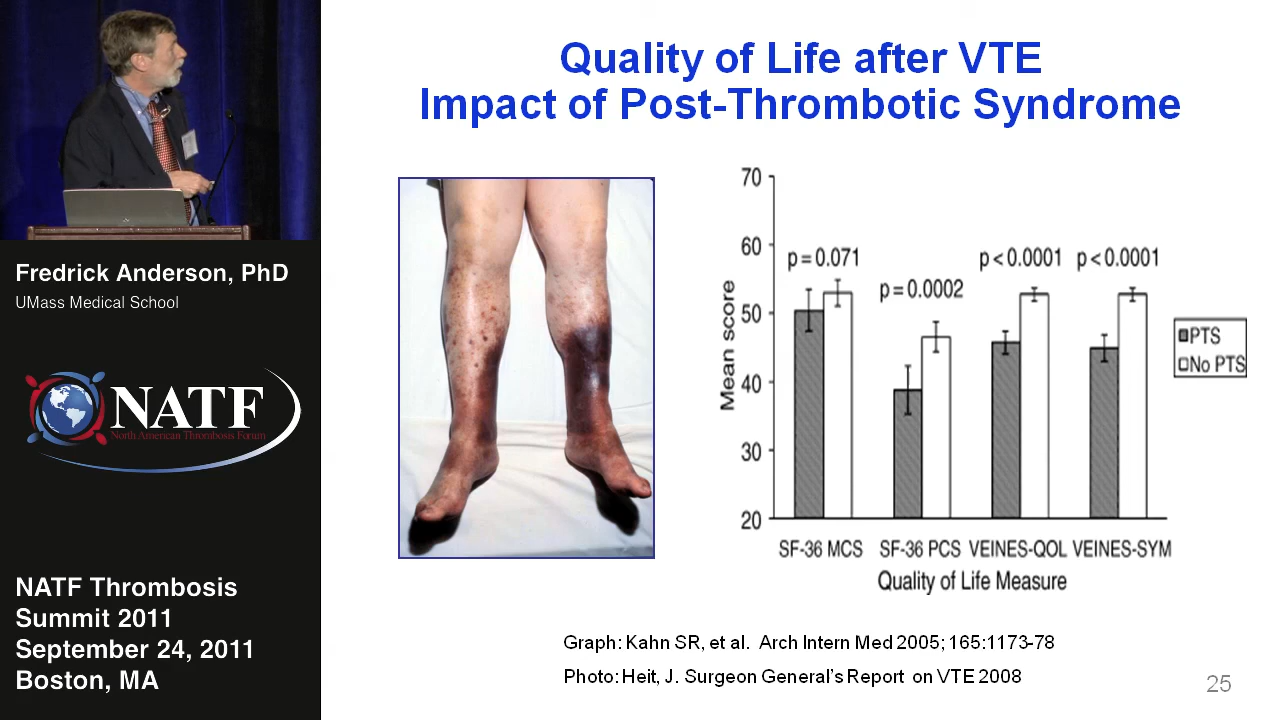 Quality of Life after VTE
Impact of Post-Thrombotic Syndrome
Fredrick Anderson, PhD
UMass Medical School
NATF
North American Thrombosis Forum
NATF Thrombosis
Summit 2011
September 24, 2011
Boston, MA
70
60
50
40
30
20
Mean score
p=0.071
p=0.0002
p<0.0001
p<0.0001
PTS
No PTS
SF-36 MCS
SF-36 PCS
VEINES-QOL
VEINES-SYM
Quality of Life Measure
Graph: Kahn SR, et al. Arch Intern Med 2005; 165:1173-78
Photo: Heit, J. Surgeon General's Report on VTE 2008
25